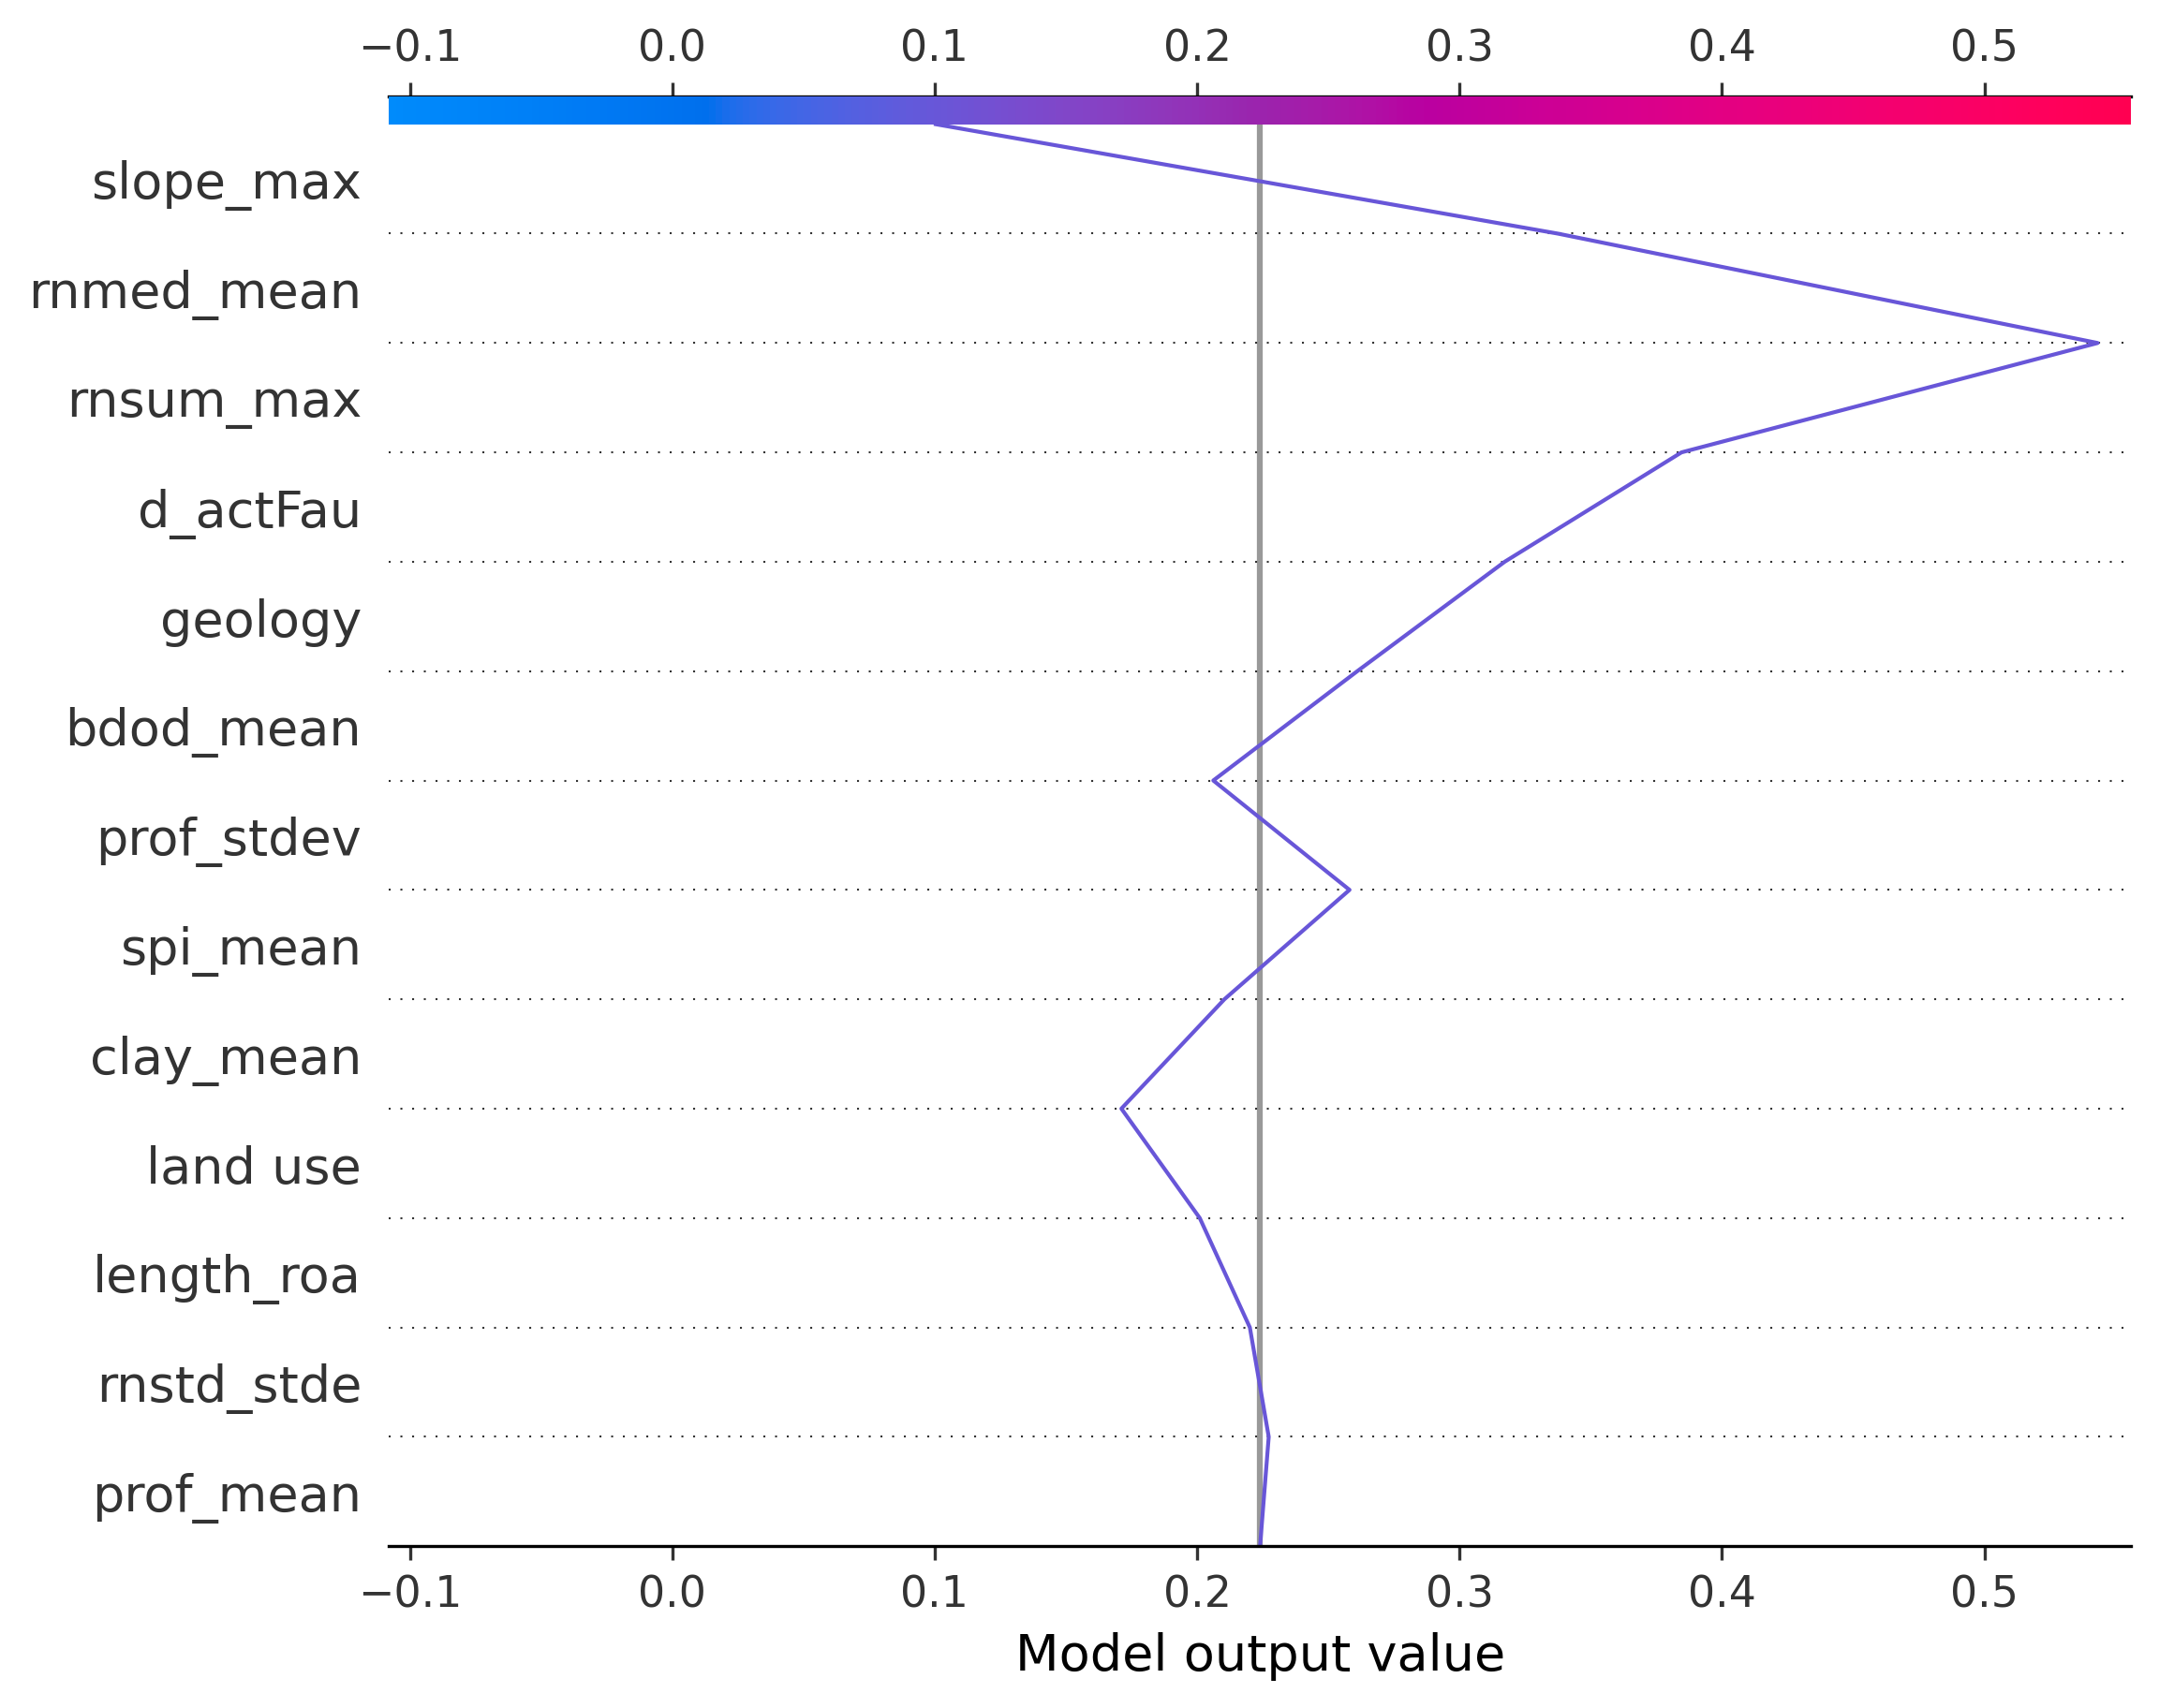 −0.1 0.0 0.1 0.2 0.3 0.4 0.5
slope_max
rnmed_mean
rnsum_max
d_actFau
geology
bdod_mean
prof_stdev
spi_mean
clay_mean
land use
length_roa
rnstd_stde
prof_mean
−0.1 0.0 0.1 0.2 0.3 0.4 0.5
Model output value